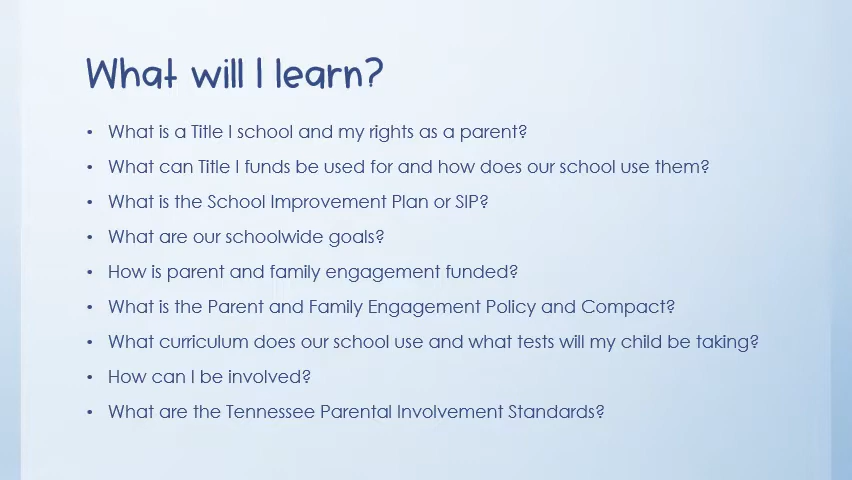 What will I learn?
• What is a Title I school and my rights as a parent?
• What can Title I funds be used for and how does our school use them?
• What is the School Improvement Plan or SIP?
• What are our schoolwide goals?
• How is parent and family engagement funded?
• What is the Parent and Family Engagement Policy and Compact?
• What curriculum does our school use and what tests will my child be taking?
• How can I be involved?
• What are the Tennessee Parental Involvement Standards?